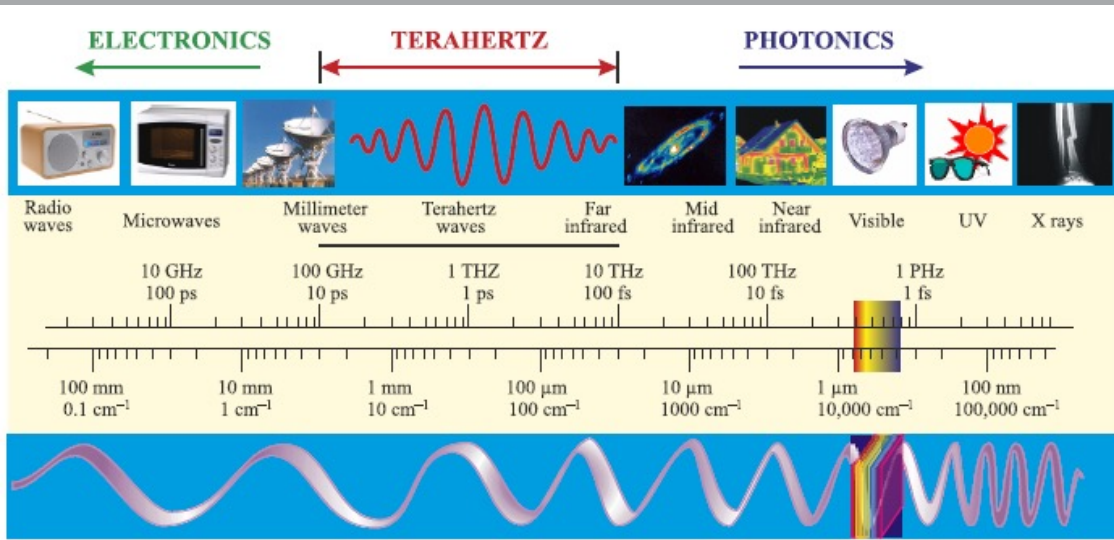 ELECTRONICS
TERAHERTZ
PHOTONICS
Radio
waves
Microwaves
Millimeter
waves
Terahertz
waves
Far
infrared
Mid
infrared
Near
infrared
Visible
UV
X rays
10 GHz
100 ps
100 GHz
10 ps
1 THZ
1 ps
10 THz
100 fs
100 THz
10 fs
1 PHz
1 fs
100 mm
0.1 cm⁻¹
10 mm
1 cm⁻¹
1 mm
10 cm⁻¹
100 μm
100 cm⁻¹
10 μm
1000 cm⁻¹
1 μm
10,000 cm⁻¹
100 nm
100,000 cm⁻¹